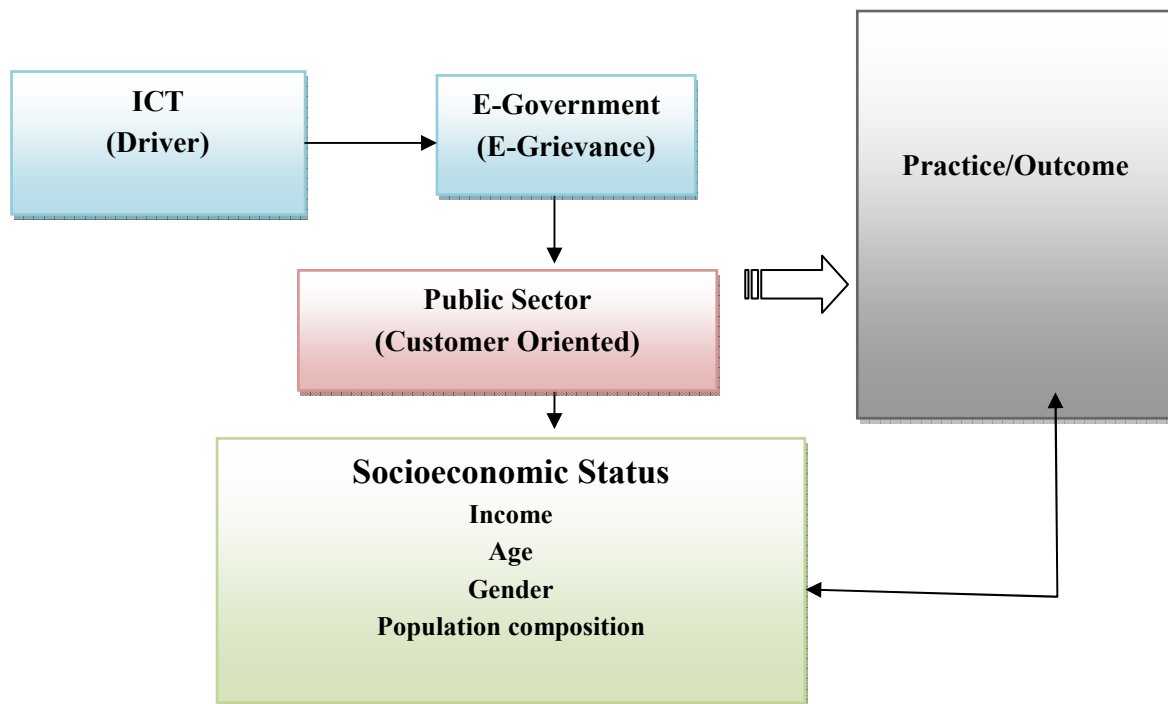 ICT
(Driver)
E-Government
(E-Grievance)
Practice/Outcome
Public Sector
(Customer Oriented)
Socioeconomic Status
Income
Age
Gender
Population composition